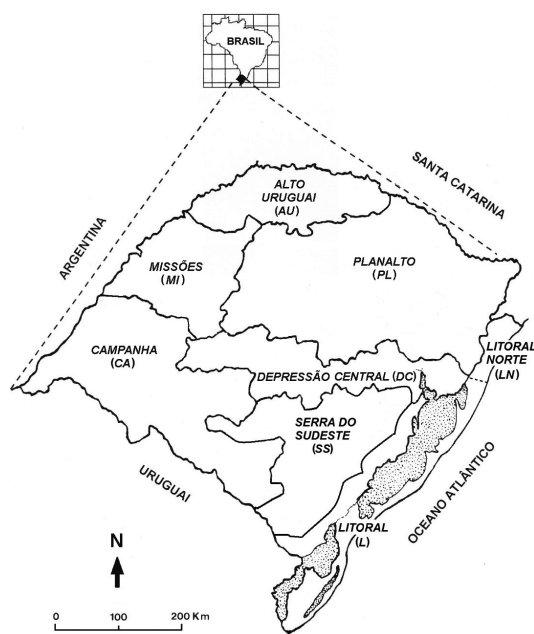 BRASIL
SANTA CATARINA
ARGENTINA
ALTO
URUGUAI
(AU)
MISSÕES
(MI)
PLANALTO
(PL)
CAMPANHA
(CA)
LITORAL
NORTE
(LN)
DEPRESSÃO CENTRAL (DC)
SERRA DO
SUDESTE
(SS)
URUGUAI
OCEANO ATLÂNTICO
LITORAL
(L)
N
0 100 200 Km